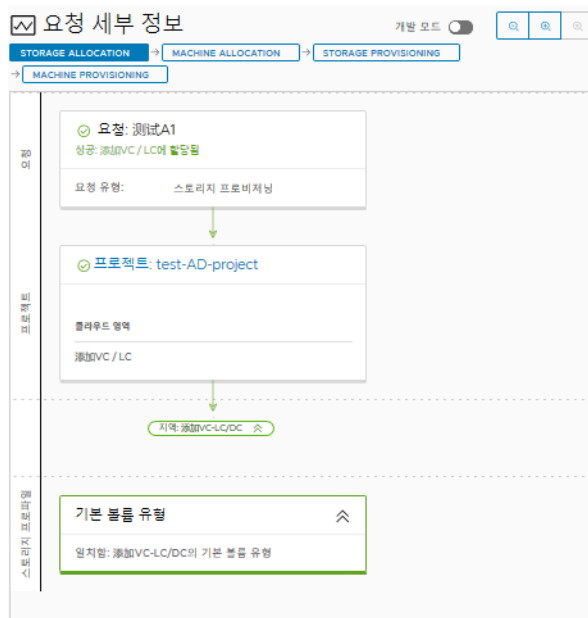 요청 세부 정보
개발 모드
STORAGE ALLOCATION → MACHINE ALLOCATION → STORAGE PROVISIONING
→ MACHINE PROVISIONING
요청
요청: 测试A1
성공: 添加VC / LC에 할당됨
요청 유형: 스토리지 프로비저닝
프로젝트
프로젝트: test-AD-project
클라우드 영역
添加VC / LC
지역: 添加VC-LC/DC
스토리지 프로파일
기본 볼륨 유형
일치함: 添加VC-LC/DC의 기본 볼륨 유형